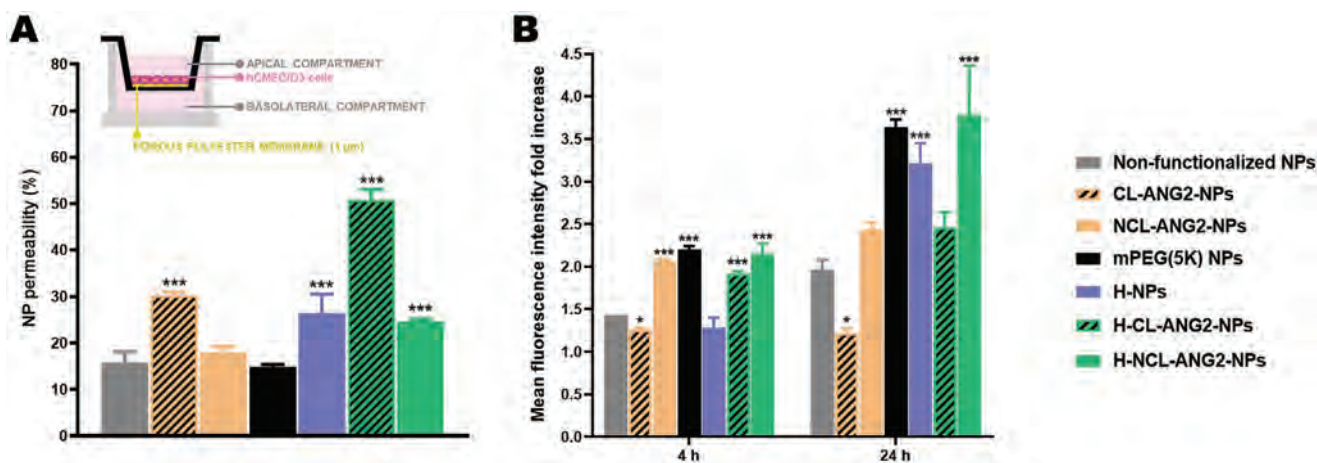 A
APICAL COMPARTMENT
hCMEC/D3 cells
BASOLATERAL COMPARTMENT
POROUS POLYESTER MEMBRANE (1 µm)
NP permeability (%)
80
70
60
50
40
30
20
10
0
***
***
***
***
B
Mean fluorescence intensity fold increase
4.5
4.0
3.5
3.0
2.5
2.0
1.5
1.0
0.5
0.0
*
***
***
***
***
*
***
***
***
4 h
24 h
Non-functionalized NPs
CL-ANG2-NPs
NCL-ANG2-NPs
mPEG(5K) NPs
H-NPs
H-CL-ANG2-NPs
H-NCL-ANG2-NPs